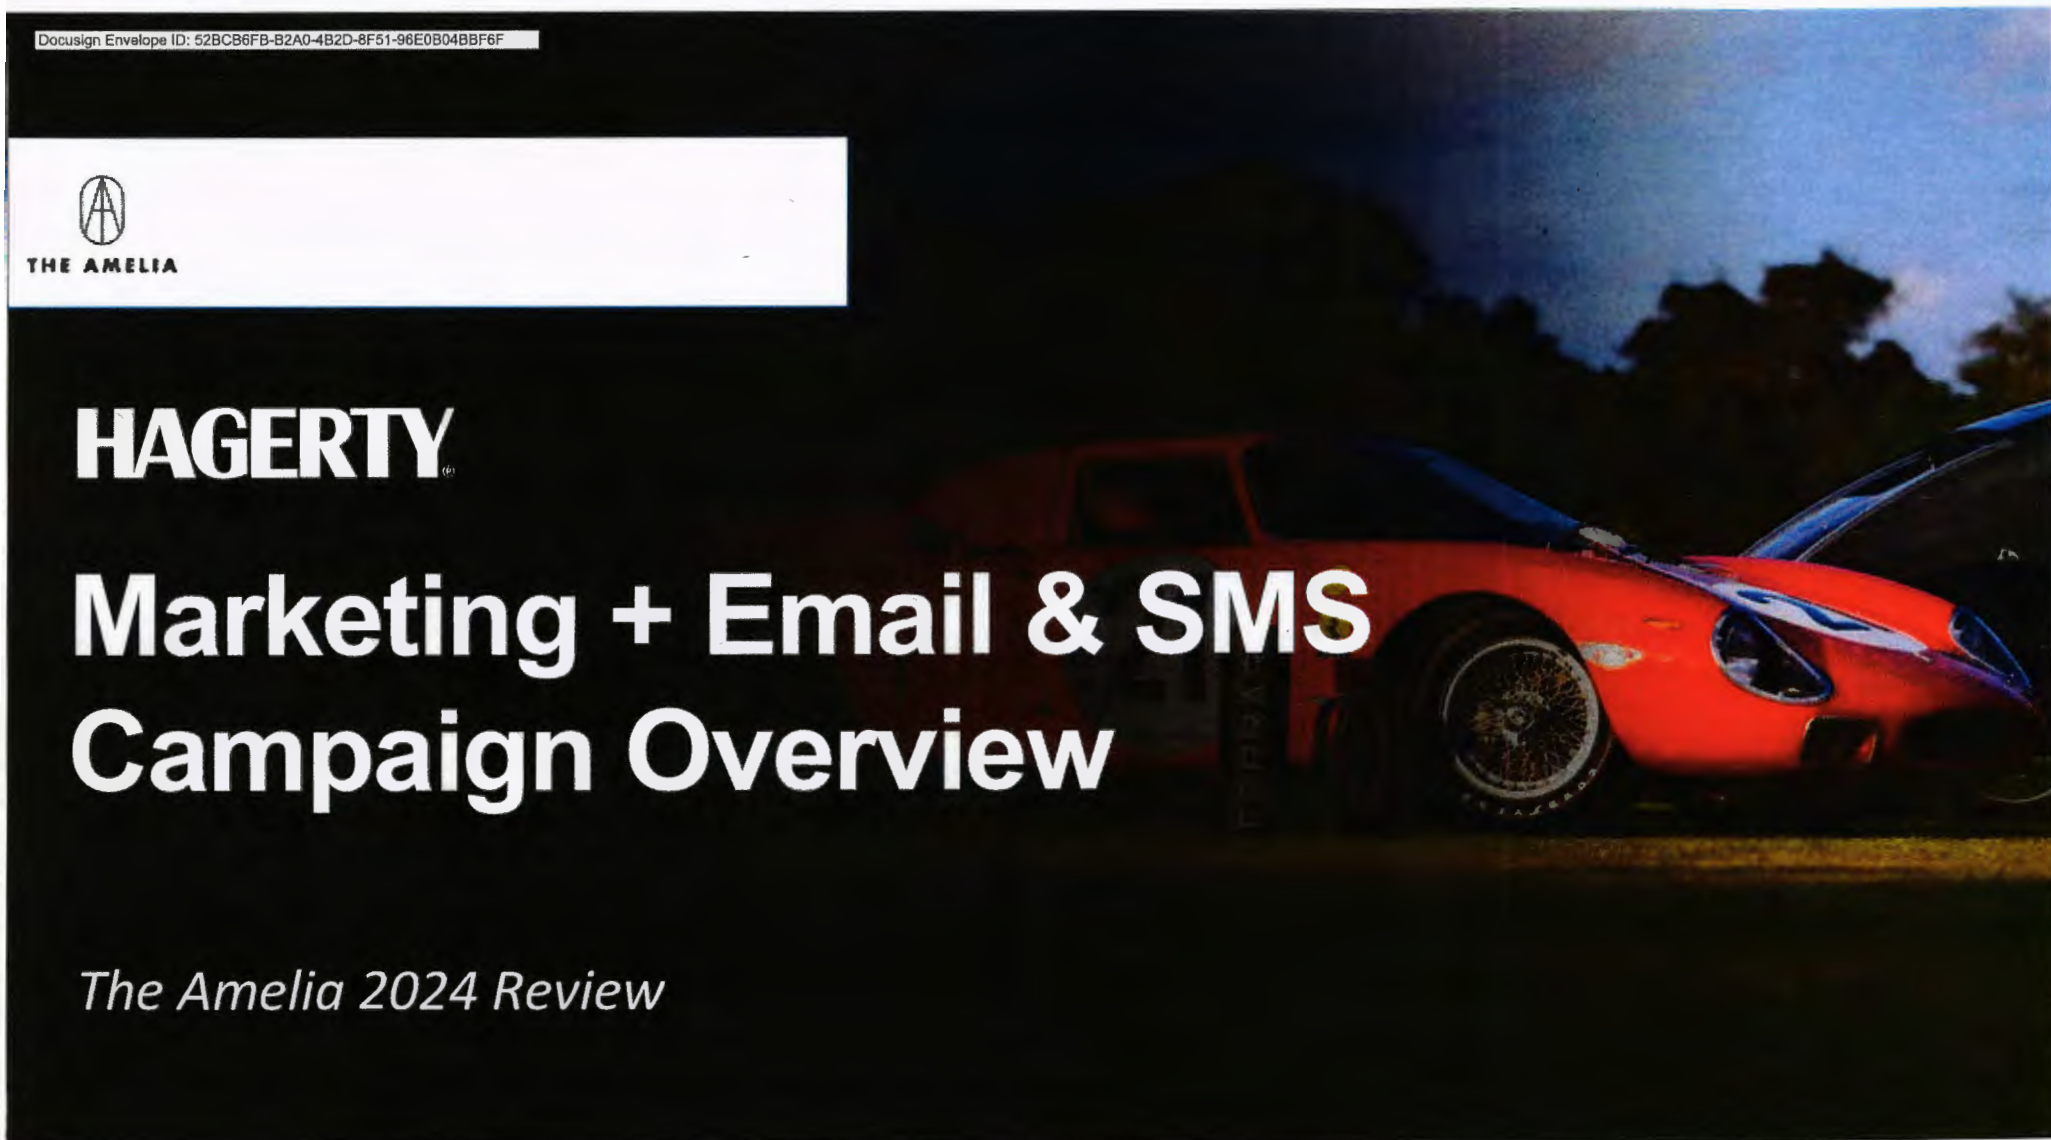 Docusign Envelope ID: 52BCB6FB-B2A0-4B2D-8F51-96E0B04BBF6F
THE AMELIA
HAGERTY®
Marketing + Email & SMS
Campaign Overview
The Amelia 2024 Review